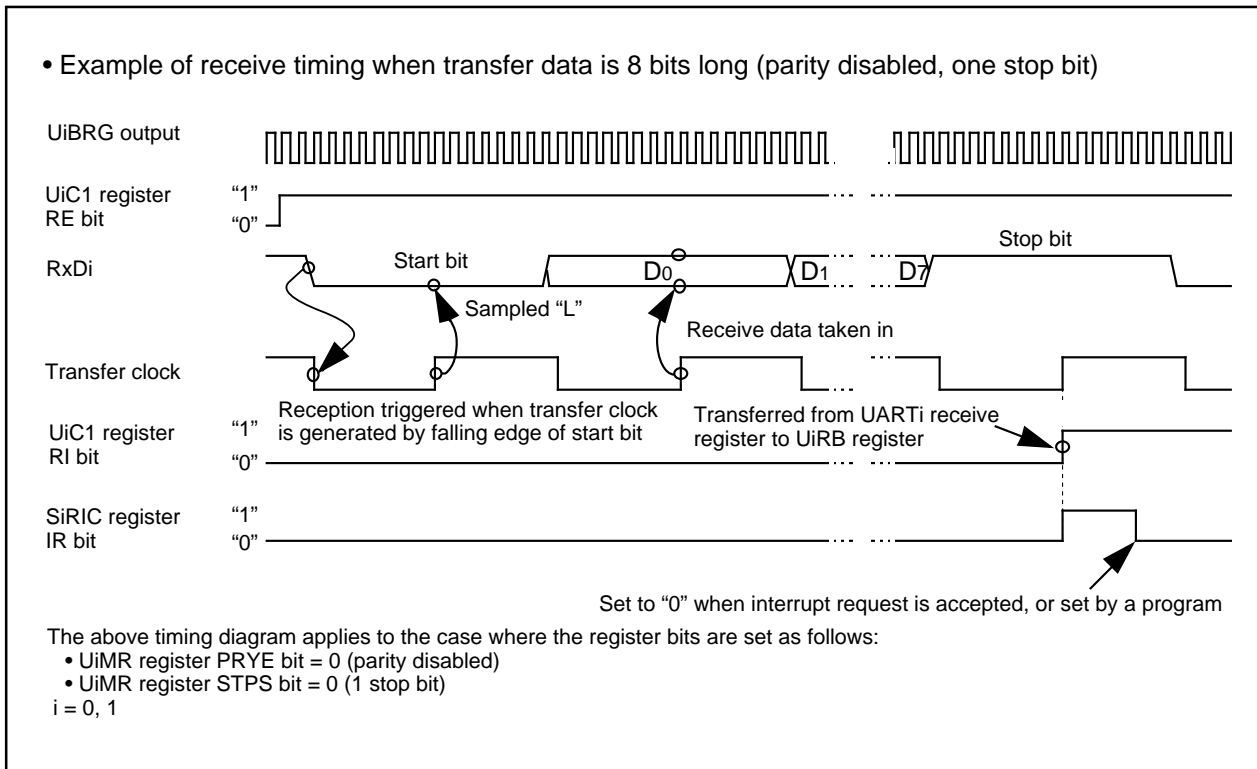 • Example of receive timing when transfer data is 8 bits long (parity disabled, one stop bit)
UiBRG output
UiC1 register
RE bit
“1”
“0”
RxDi
Start bit
D0
D1
D7
Stop bit
Sampled “L”
Receive data taken in
Transfer clock
Reception triggered when transfer clock
is generated by falling edge of start bit
Transferred from UARTi receive
register to UiRB register
UiC1 register
RI bit
“1”
“0”
SiRIC register
IR bit
“1”
“0”
Set to “0” when interrupt request is accepted, or set by a program
The above timing diagram applies to the case where the register bits are set as follows:
• UiMR register PRYE bit = 0 (parity disabled)
• UiMR register STPS bit = 0 (1 stop bit)
i = 0, 1